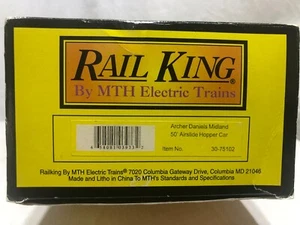 RAIL KING®
By MTH Electric Trains
Archer Daniels Midland
50' Airslide Hopper Car
Item No. 30-75102
Railking By MTH Electric Trains® 7020 Columbia Gateway Drive, Columbia MD 21046
Made and Litho in China To MTH's Standards and Specifications